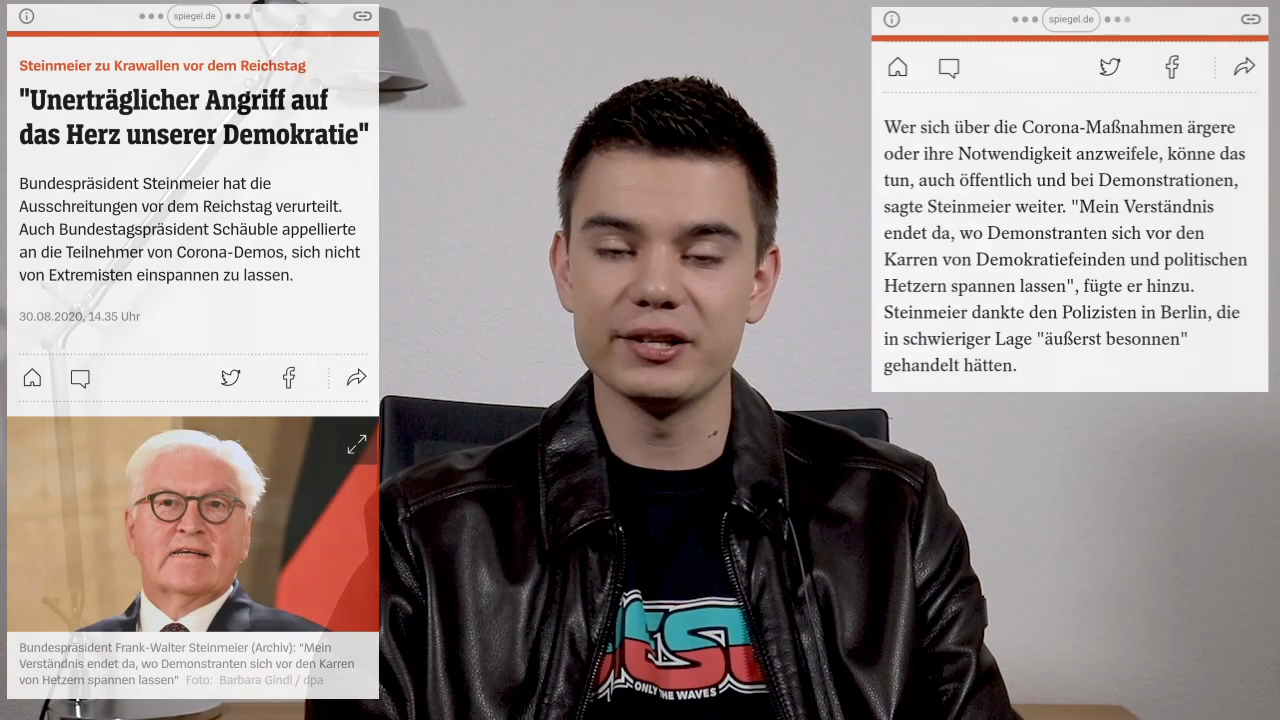 spiegel.de
Steinmeier zu Krawallen vor dem Reichstag
"Unerträglicher Angriff auf
das Herz unserer Demokratie"
Bundespräsident Steinmeier hat die
Ausschreitungen vor dem Reichstag verurteilt.
Auch Bundestagspräsident Schäuble appellierte
an die Teilnehmer von Corona-Demos, sich nicht
von Extremisten einspannen zu lassen.
30.08.2020, 14.35 Uhr
Bundespräsident Frank-Walter Steinmeier (Archiv): "Mein
Verständnis endet da, wo Demonstranten sich vor den Karren
von Hetzern spannen lassen" Foto: Barbara Gindl / dpa
spiegel.de
Wer sich über die Corona-Maßnahmen ärgere
oder ihre Notwendigkeit anzweifele, könne das
tun, auch öffentlich und bei Demonstrationen,
sagte Steinmeier weiter. "Mein Verständnis
endet da, wo Demonstranten sich vor den
Karren von Demokratiefeinden und politischen
Hetzern spannen lassen", fügte er hinzu.
Steinmeier dankte den Polizisten in Berlin, die
in schwieriger Lage "äußerst besonnen"
gehandelt hätten.
ONLY THE WAVES